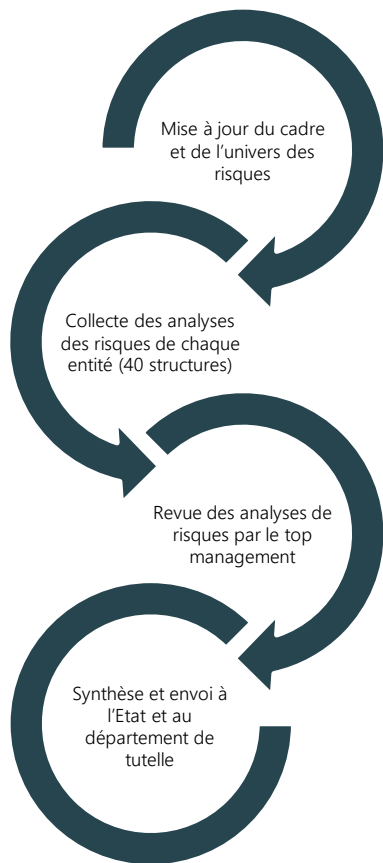 Mise à jour du cadre
et de l'univers des
risques
Collecte des analyses
des risques de chaque
entité (40 structures)
Revue des analyses de
risques par le top
management
Synthèse et envoi à
l'Etat et au
département de
tutelle